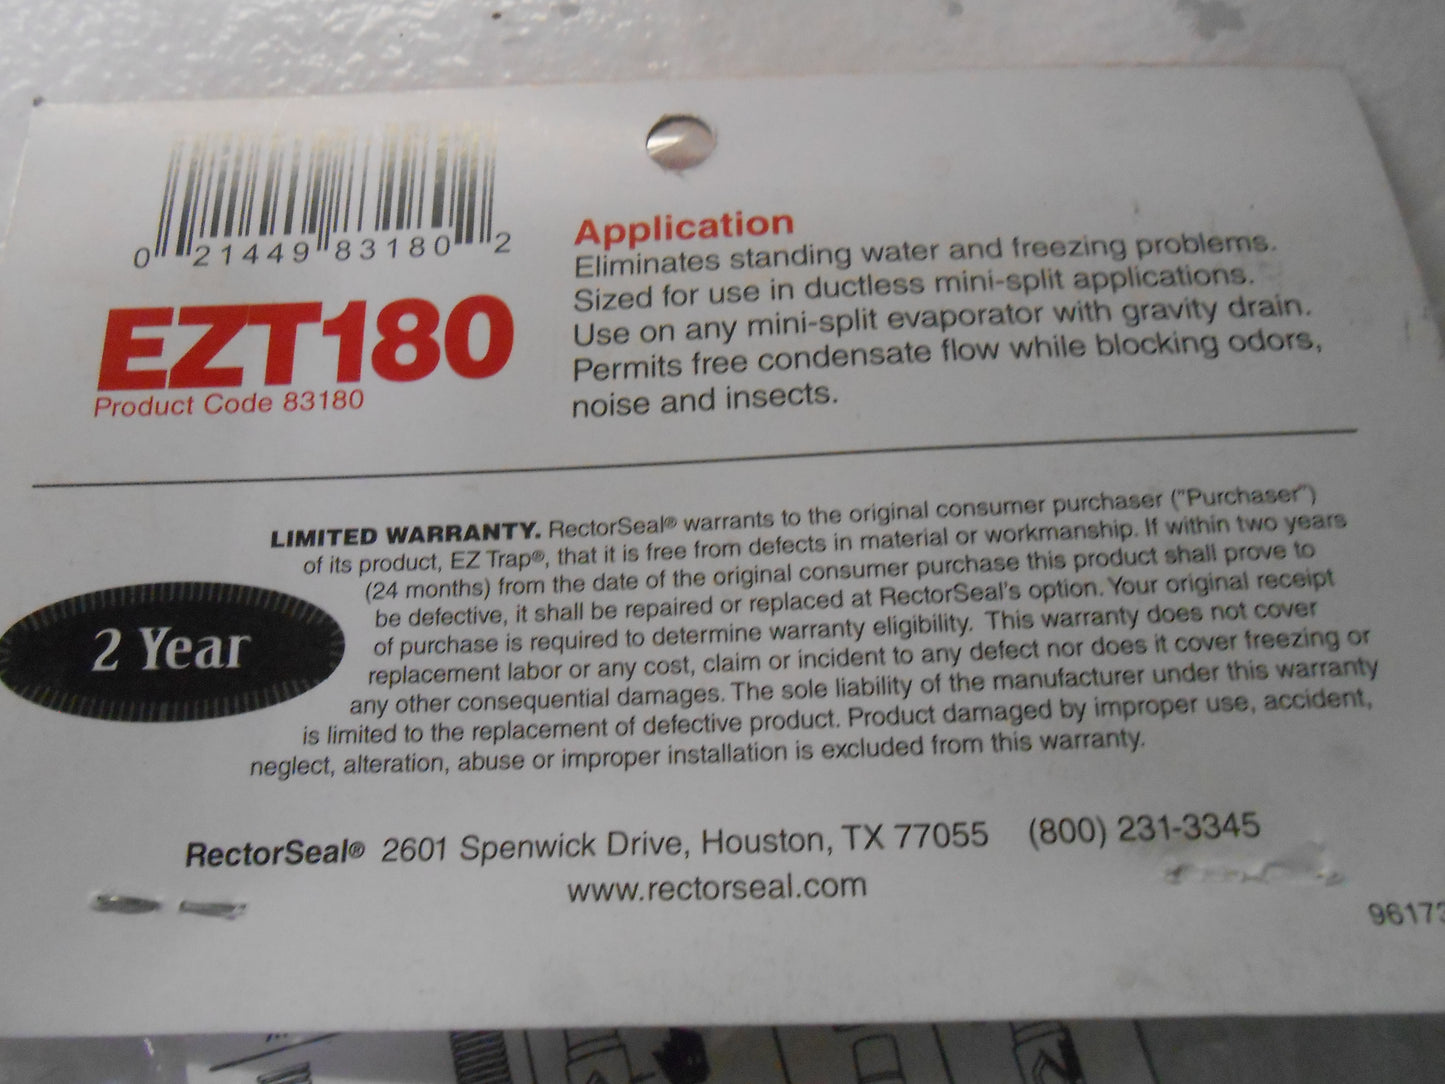 0 21449 83180 2
EZT180
Product Code 83180
Application
Eliminates standing water and freezing problems.
Sized for use in ductless mini-split applications.
Use on any mini-split evaporator with gravity drain.
Permits free condensate flow while blocking odors,
noise and insects.
2 Year
LIMITED WARRANTY. RectorSeal® warrants to the original consumer purchaser ("Purchaser")
of its product, EZ Trap®, that it is free from defects in material or workmanship. If within two years
(24 months) from the date of the original consumer purchase this product shall prove to
be defective, it shall be repaired or replaced at RectorSeal's option. Your original receipt
of purchase is required to determine warranty eligibility. This warranty does not cover
replacement labor or any cost, claim or incident to any defect nor does it cover freezing or
any other consequential damages. The sole liability of the manufacturer under this warranty
is limited to the replacement of defective product. Product damaged by improper use, accident,
neglect, alteration, abuse or improper installation is excluded from this warranty.
RectorSeal® 2601 Spenwick Drive, Houston, TX 77055 (800) 231-3345
www.rectorseal.com
96173